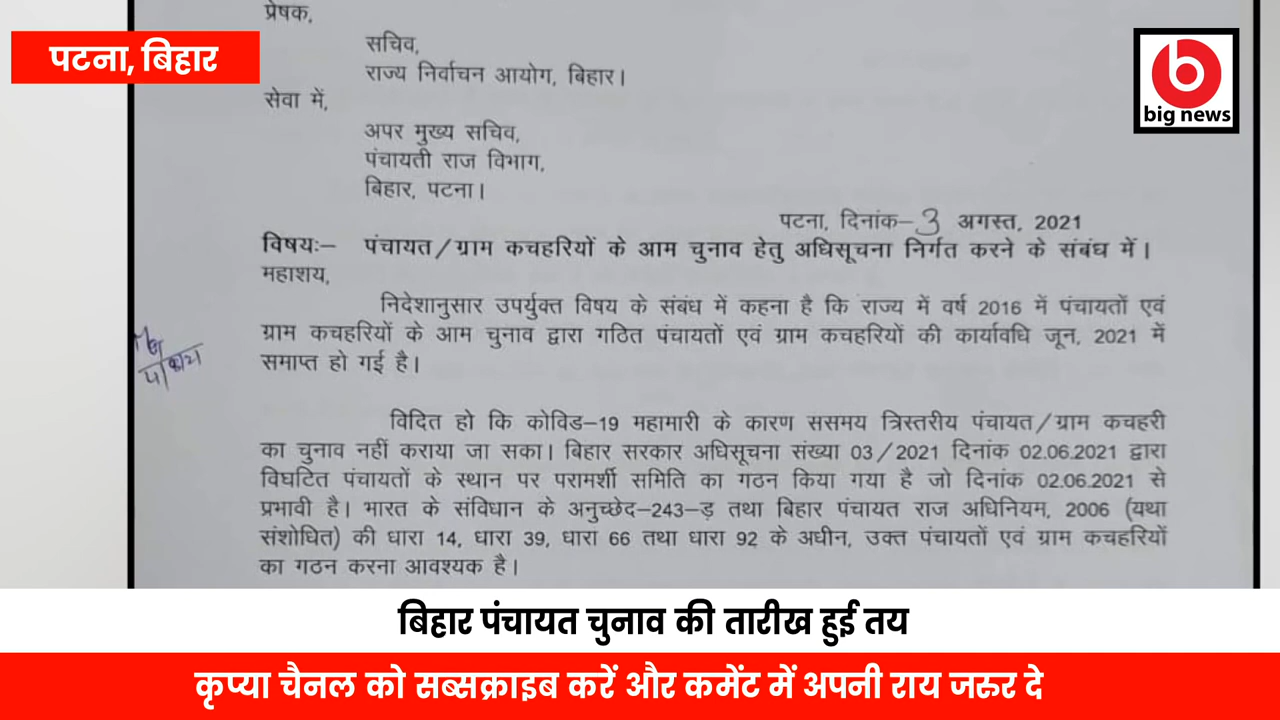 प्रेषक,
पटना, बिहार
सचिव,
राज्य निर्वाचन आयोग, बिहार।
b
big news
सेवा में,
अपर मुख्य सचिव,
पंचायती राज विभाग,
बिहार, पटना।
पटना, दिनांक-3 अगस्त, 2021
विषयः- पंचायत/ग्राम कचहरियों के आम चुनाव हेतु अधिसूचना निर्गत करने के संबंध में।
महाशय,
निदेशानुसार उपर्युक्त विषय के संबंध में कहना है कि राज्य में वर्ष 2016 में पंचायतों एवं
ग्राम कचहरियों के आम चुनाव द्वारा गठित पंचायतों एवं ग्राम कचहरियों की कार्यावधि जून, 2021 में
समाप्त हो गई है।
विदित हो कि कोविड-19 महामारी के कारण ससमय त्रिस्तरीय पंचायत/ग्राम कचहरी
का चुनाव नहीं कराया जा सका। बिहार सरकार अधिसूचना संख्या 03/2021 दिनांक 02.06.2021 द्वारा
विघटित पंचायतों के स्थान पर परामर्शी समिति का गठन किया गया है जो दिनांक 02.06.2021 से
प्रभावी है। भारत के संविधान के अनुच्छेद-243-ड़ तथा बिहार पंचायत राज अधिनियम, 2006 (यथा
संशोधित) की धारा 14, धारा 39, धारा 66 तथा धारा 92 के अधीन, उक्त पंचायतों एवं ग्राम कचहरियों
का गठन करना आवश्यक है।
बिहार पंचायत चुनाव की तारीख हुई तय
कृप्या चैनल को सब्सक्राइब करें और कमेंट में अपनी राय जरुर दे